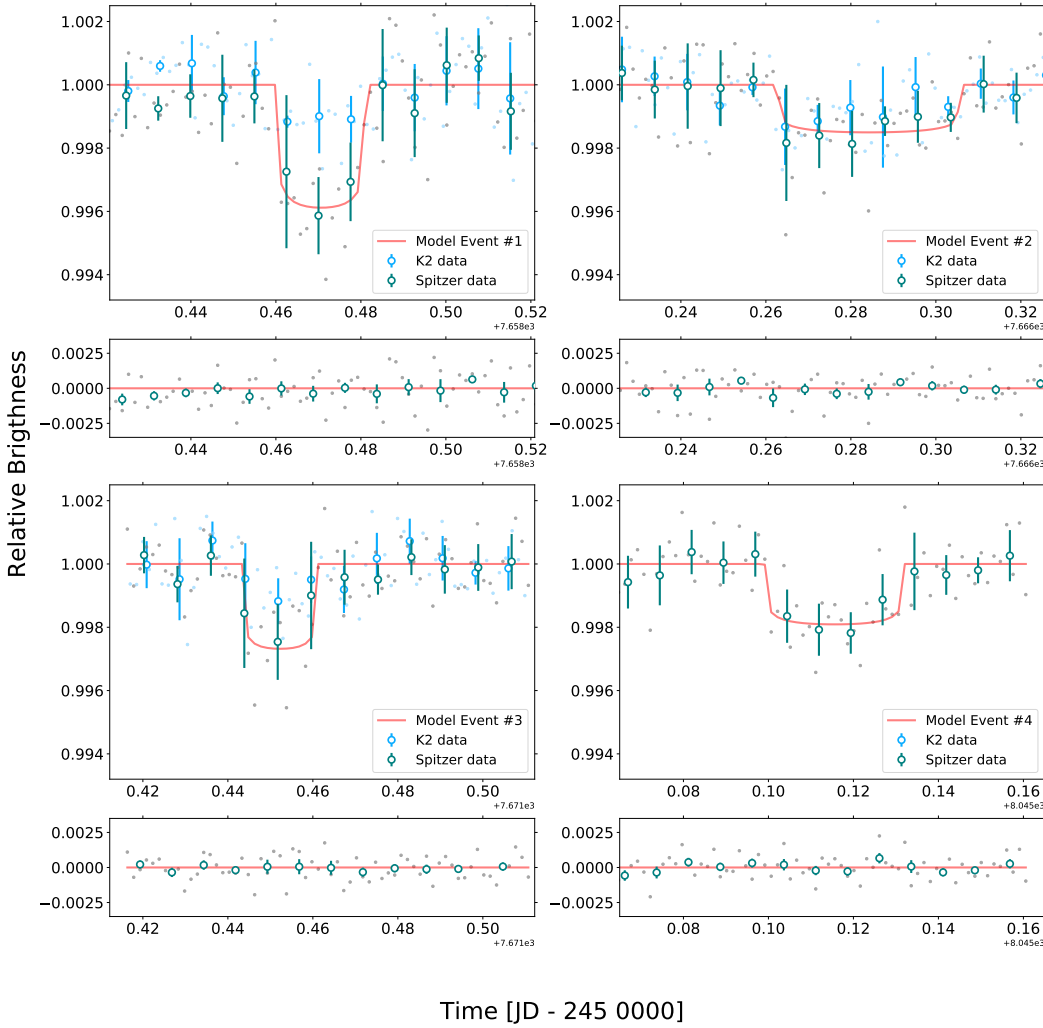 Relative Brigthness
1.002
1.000
0.998
0.996
0.994
Model Event #1
K2 data
Spitzer data
0.44 0.46 0.48 0.50 0.52
+7.658e3
1.002
1.000
0.998
0.996
0.994
Model Event #2
K2 data
Spitzer data
0.24 0.26 0.28 0.30 0.32
+7.666e3
0.0025
0.0000
−0.0025
0.44 0.46 0.48 0.50 0.52
+7.658e3
0.0025
0.0000
−0.0025
0.24 0.26 0.28 0.30 0.32
+7.666e3
1.002
1.000
0.998
0.996
0.994
Model Event #3
K2 data
Spitzer data
0.42 0.44 0.46 0.48 0.50
+7.671e3
1.002
1.000
0.998
0.996
0.994
Model Event #4
K2 data
Spitzer data
0.08 0.10 0.12 0.14 0.16
+8.045e3
0.0025
0.0000
−0.0025
0.42 0.44 0.46 0.48 0.50
+7.671e3
0.0025
0.0000
−0.0025
0.08 0.10 0.12 0.14 0.16
+8.045e3
Time [JD - 245 0000]